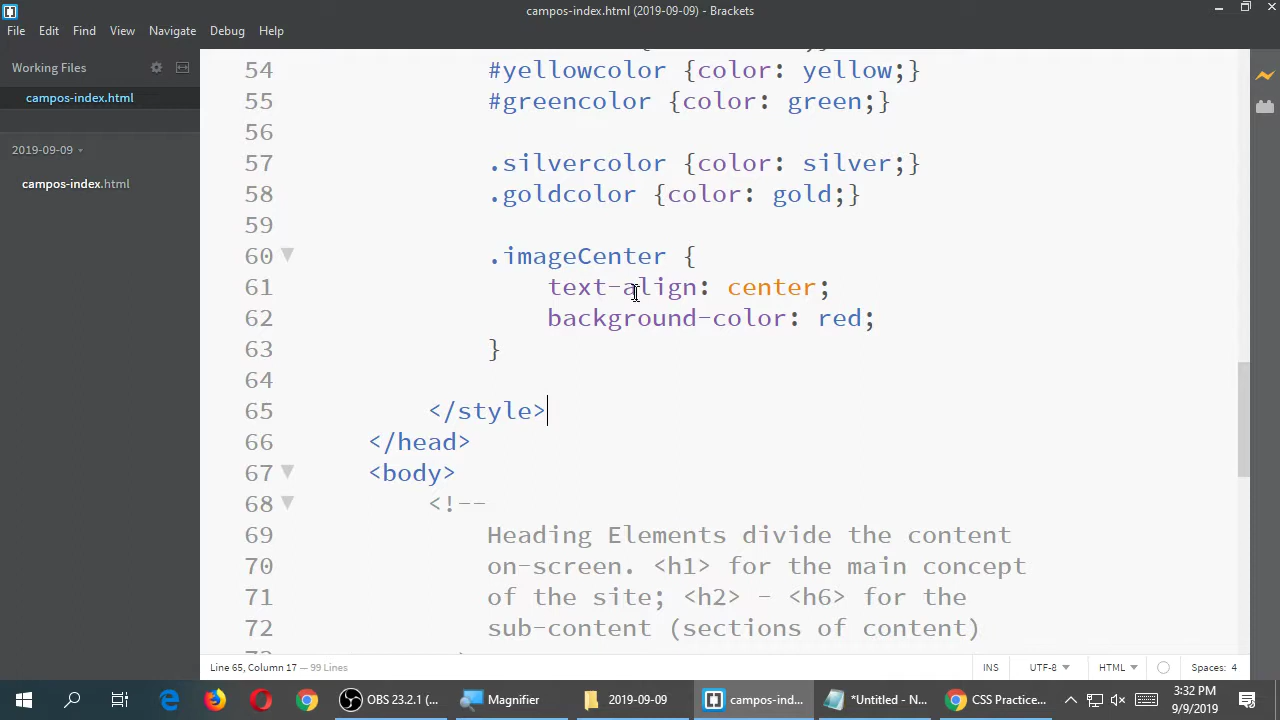 campos-index.html (2019-09-09) - Brackets
File Edit Find View Navigate Debug Help
Working Files
campos-index.html
2019-09-09
campos-index.html
54 #yellowcolor {color: yellow;}
55 #greencolor {color: green;}
56
57 .silvercolor {color: silver;}
58 .goldcolor {color: gold;}
59
60 .imageCenter {
61 text-align: center;
62 background-color: red;
63 }
64
65 </style>
66 </head>
67 <body>
68 <!--
69 Heading Elements divide the content
70 on-screen. <h1> for the main concept
71 of the site; <h2> - <h6> for the
72 sub-content (sections of content)
Line 65, Column 17 — 99 Lines
INS UTF-8 HTML Spaces: 4
OBS 23.2.1 (... Magnifier 2019-09-09 campos-ind... *Untitled - N... CSS Practice...
3:32 PM
9/9/2019